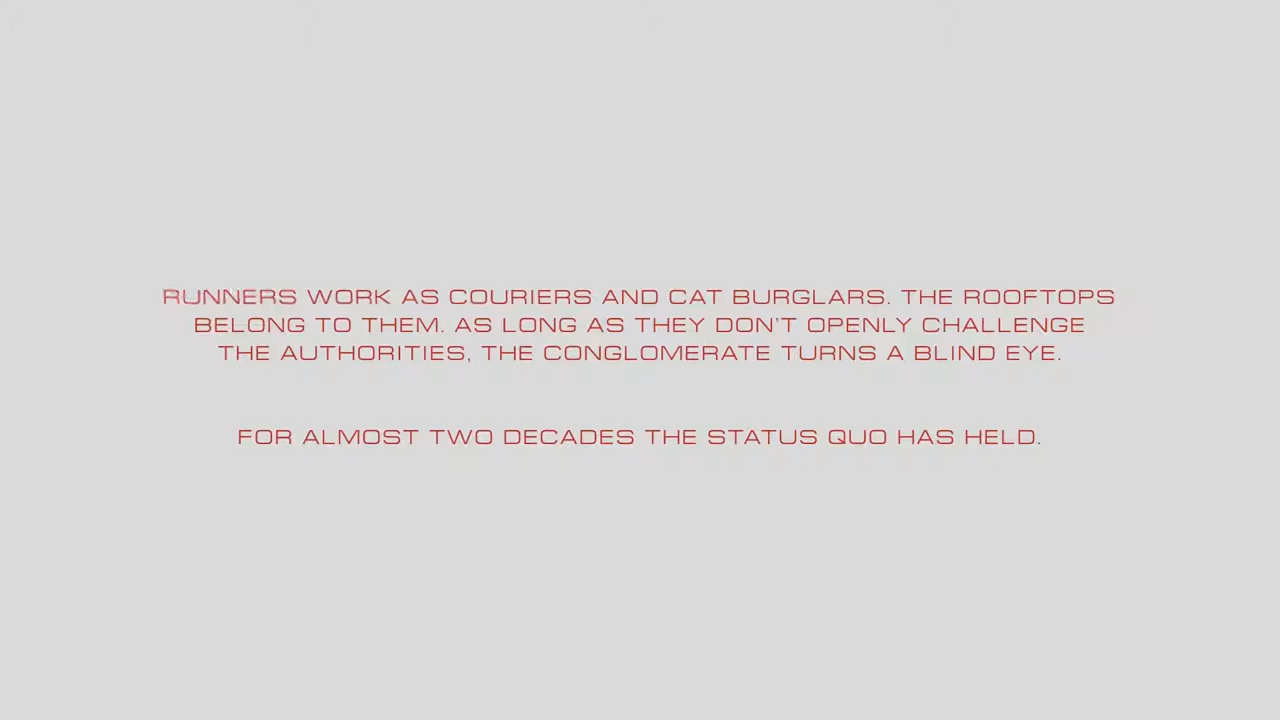 RUNNERS WORK AS COURIERS AND CAT BURGLARS. THE ROOFTOPS
BELONG TO THEM. AS LONG AS THEY DON'T OPENLY CHALLENGE
THE AUTHORITIES, THE CONGLOMERATE TURNS A BLIND EYE.
FOR ALMOST TWO DECADES THE STATUS QUO HAS HELD.